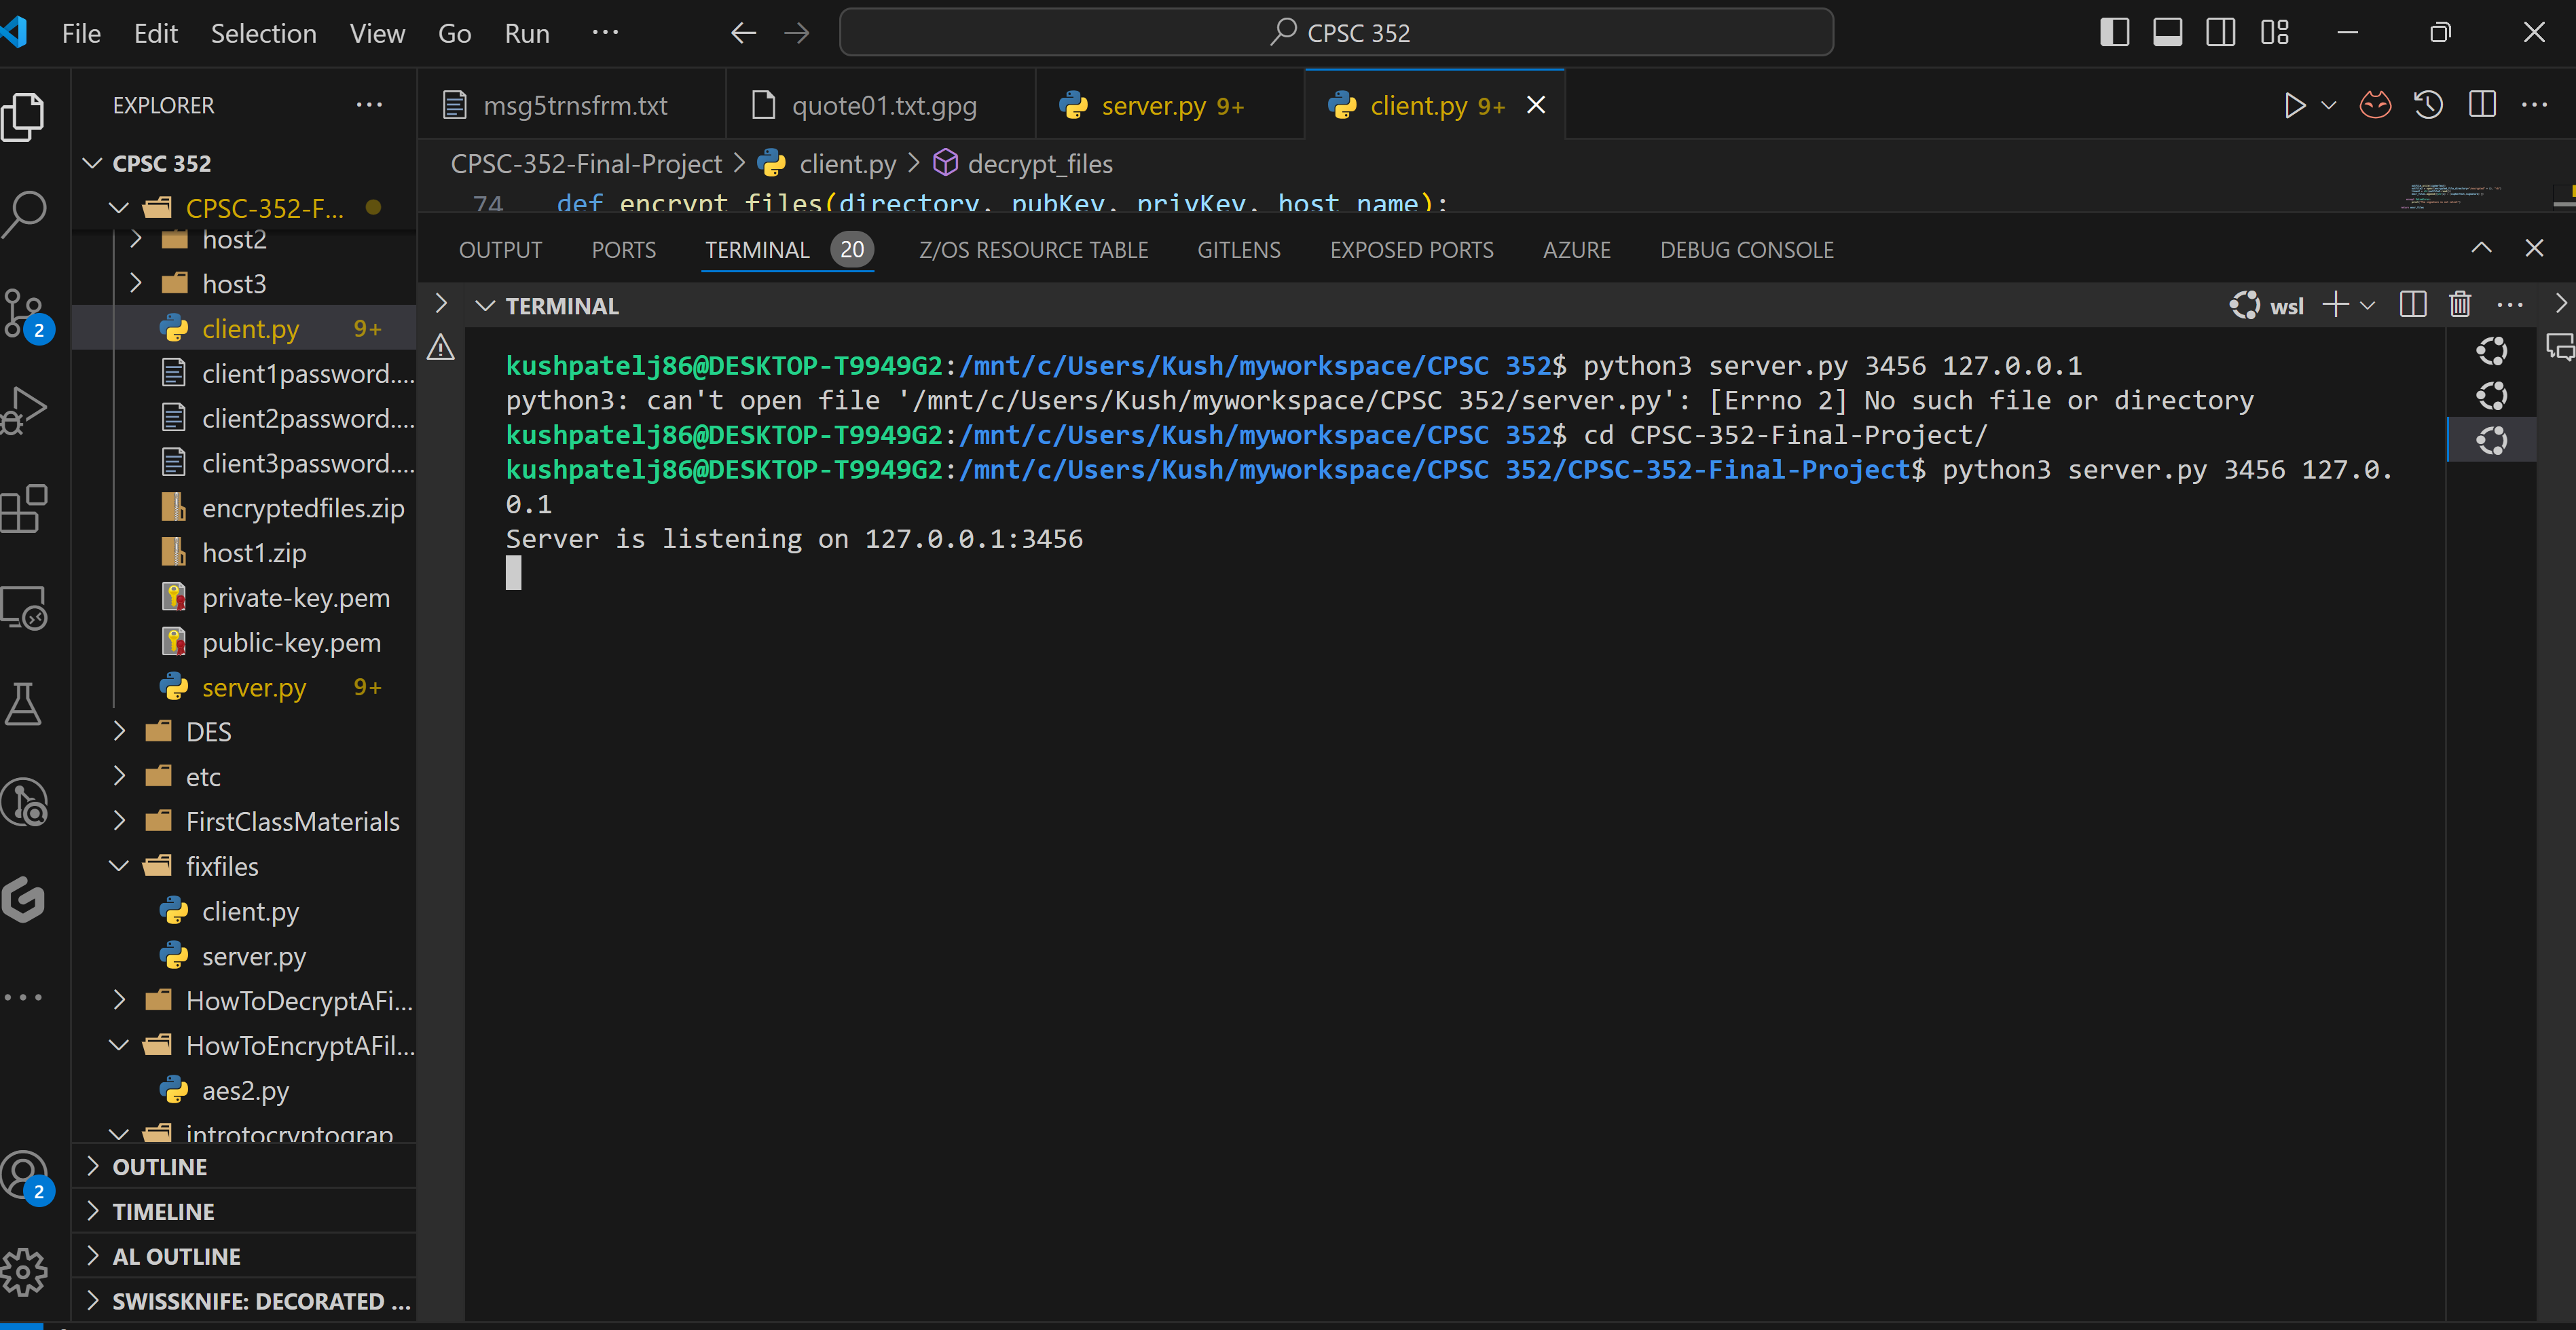 File Edit Selection View Go Run ··· CPSC 352
EXPLORER ···
msg5trnsfrm.txt quote01.txt.gpg server.py 9+ client.py 9+
CPSC 352
CPSC-352-Final-Project > client.py > decrypt_files
CPSC-352-F...
74 def encrypt_files(directory, pubKey, privKey, host_name):
host2
host3
client.py 9+
client1password....
client2password....
client3password....
encryptedfiles.zip
host1.zip
private-key.pem
public-key.pem
server.py 9+
DES
etc
FirstClassMaterials
fixfiles
client.py
server.py
HowToDecryptAFi...
HowToEncryptAFil...
aes2.py
introtocryptograp
OUTLINE
TIMELINE
AL OUTLINE
SWISSKNIFE: DECORATED ...
2
2
OUTPUT PORTS TERMINAL 20 Z/OS RESOURCE TABLE GITLENS EXPOSED PORTS AZURE DEBUG CONSOLE
TERMINAL wsl
kushpatelj86@DESKTOP-T9949G2:/mnt/c/Users/Kush/myworkspace/CPSC 352$ python3 server.py 3456 127.0.0.1
python3: can't open file '/mnt/c/Users/Kush/myworkspace/CPSC 352/server.py': [Errno 2] No such file or directory
kushpatelj86@DESKTOP-T9949G2:/mnt/c/Users/Kush/myworkspace/CPSC 352$ cd CPSC-352-Final-Project/
kushpatelj86@DESKTOP-T9949G2:/mnt/c/Users/Kush/myworkspace/CPSC 352/CPSC-352-Final-Project$ python3 server.py 3456 127.0.
0.1
Server is listening on 127.0.0.1:3456